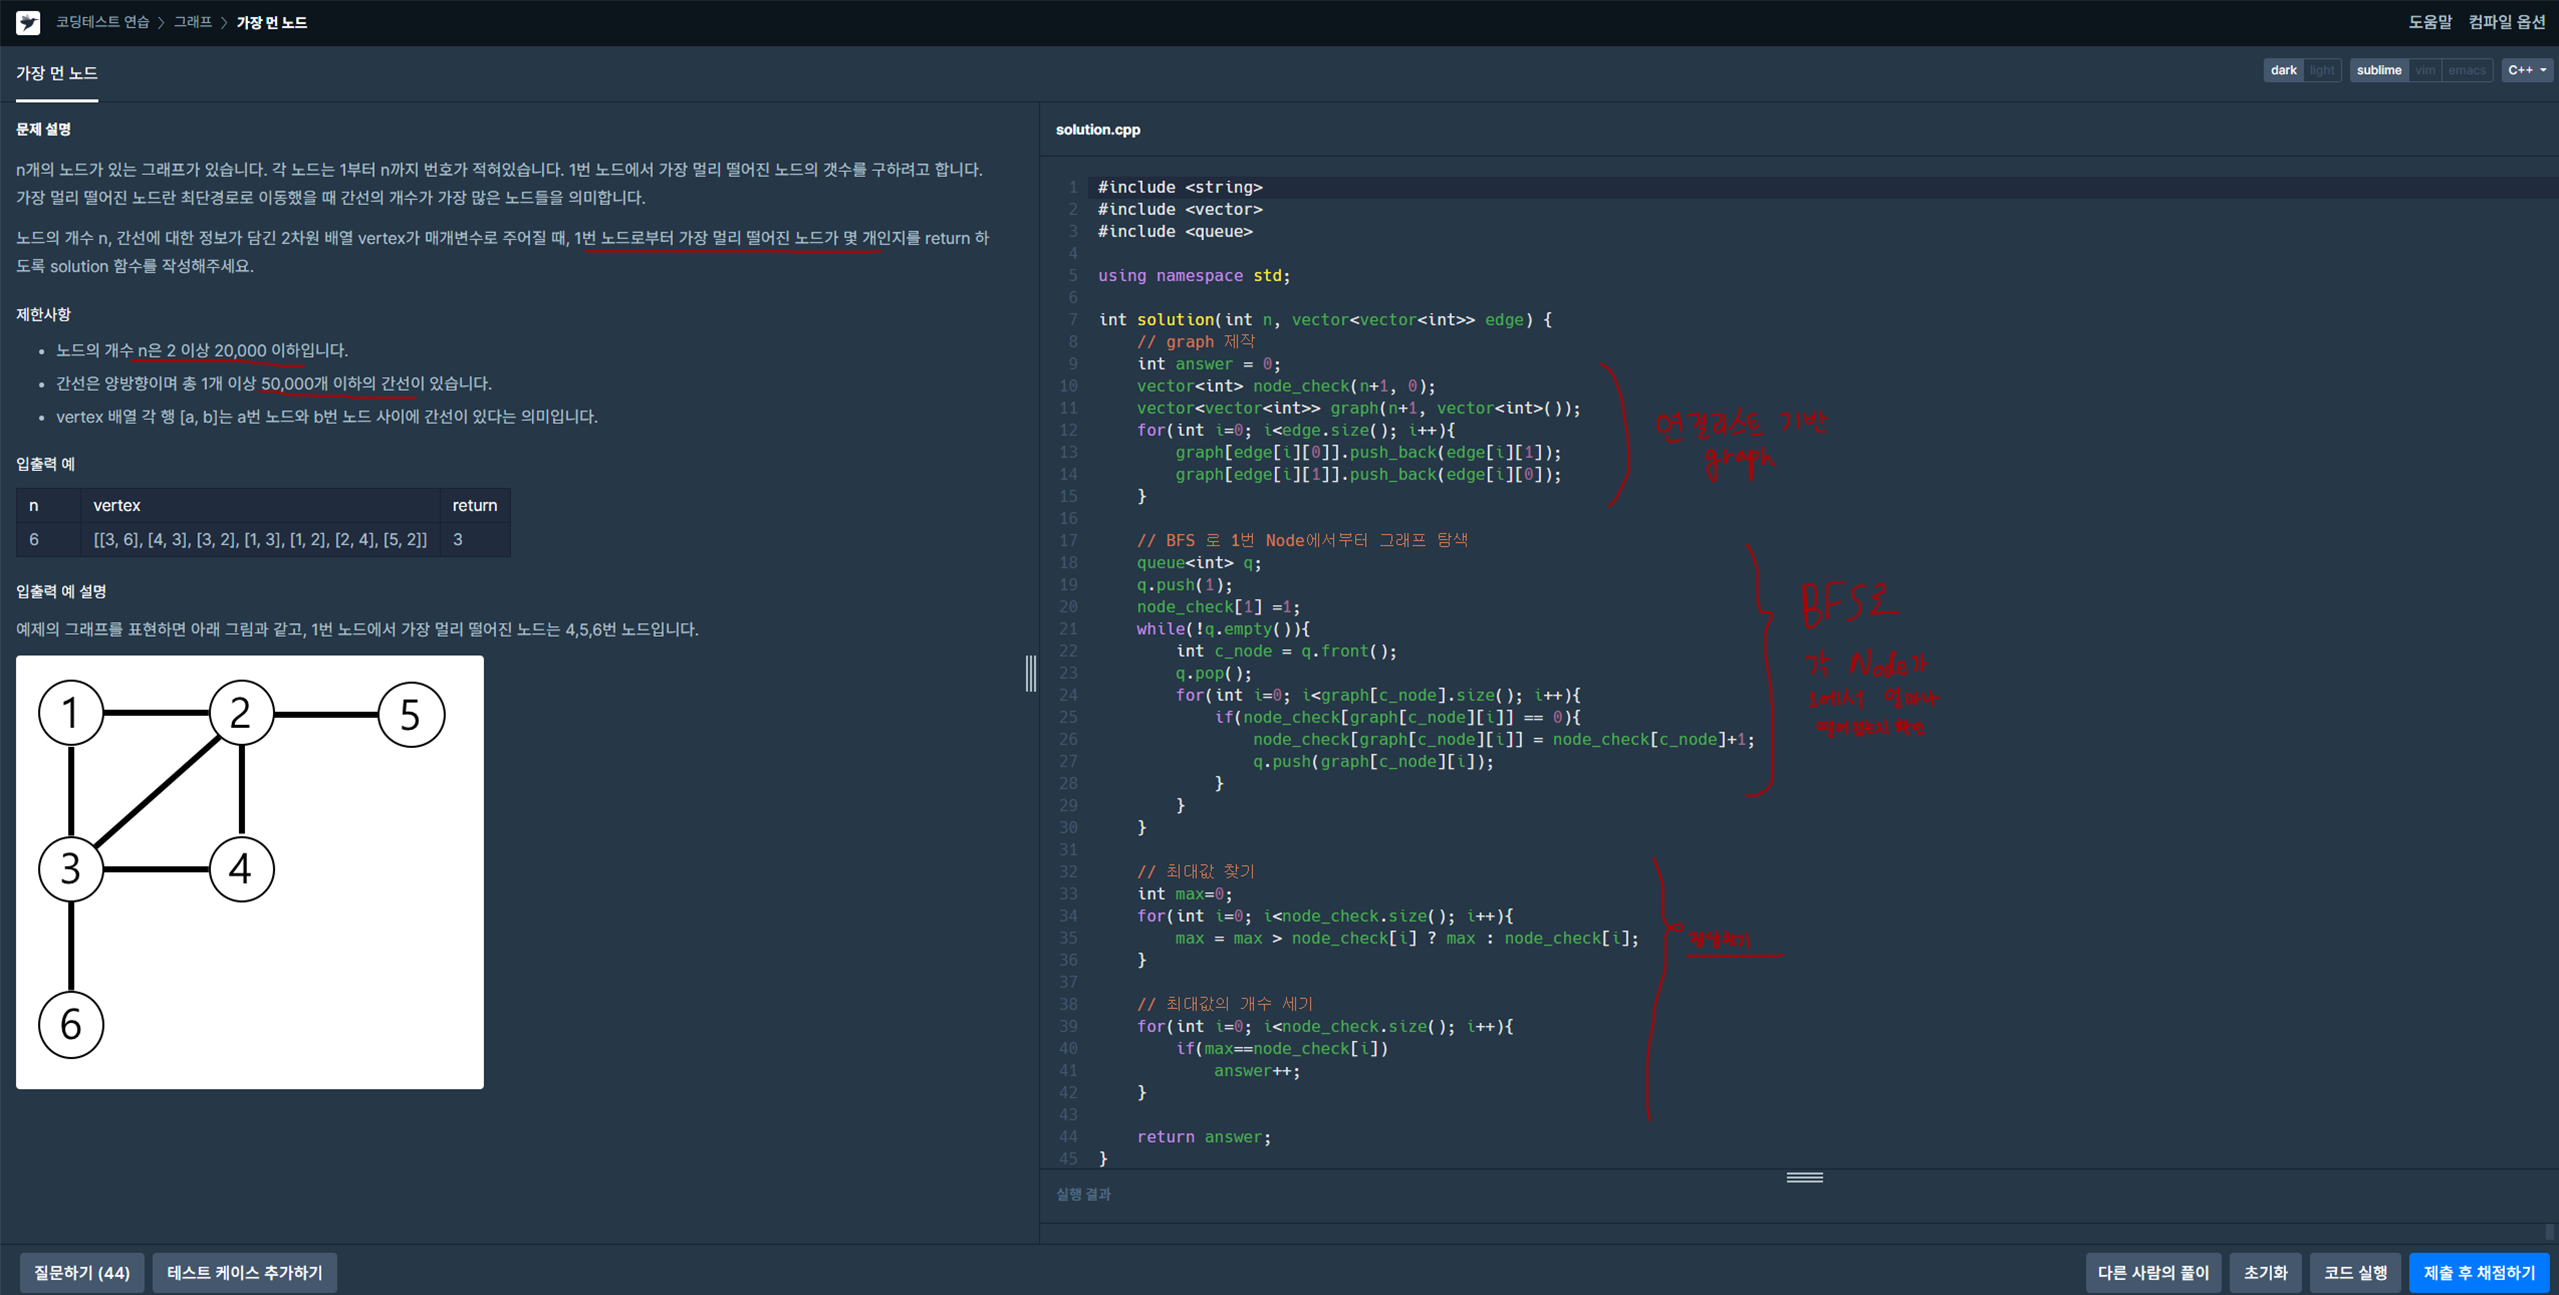 코딩테스트 연습 > 그래프 > 가장 먼 노드
도움말 컴파일 옵션
가장 먼 노드
dark light sublime vim emacs C++
문제 설명
n개의 노드가 있는 그래프가 있습니다. 각 노드는 1부터 n까지 번호가 적혀있습니다. 1번 노드에서 가장 멀리 떨어진 노드의 갯수를 구하려고 합니다.
가장 멀리 떨어진 노드란 최단경로로 이동했을 때 간선의 개수가 가장 많은 노드들을 의미합니다.
노드의 개수 n, 간선에 대한 정보가 담긴 2차원 배열 vertex가 매개변수로 주어질 때, 1번 노드로부터 가장 멀리 떨어진 노드가 몇 개인지를 return 하
도록 solution 함수를 작성해주세요.
제한사항
• 노드의 개수 n은 2 이상 20,000 이하입니다.
• 간선은 양방향이며 총 1개 이상 50,000개 이하의 간선이 있습니다.
• vertex 배열 각 행 [a, b]는 a번 노드와 b번 노드 사이에 간선이 있다는 의미입니다.
입출력 예
n vertex return
6 [[3, 6], [4, 3], [3, 2], [1, 3], [1, 2], [2, 4], [5, 2]] 3
입출력 예 설명
예제의 그래프를 표현하면 아래 그림과 같고, 1번 노드에서 가장 멀리 떨어진 노드는 4,5,6번 노드입니다.
1 2 5
3 4
6
solution.cpp
1 #include <string>
2 #include <vector>
3 #include <queue>
4
5 using namespace std;
6
7 int solution(int n, vector<vector<int>> edge) {
8 // graph 제작
9 int answer = 0;
10 vector<int> node_check(n+1, 0);
11 vector<vector<int>> graph(n+1, vector<int>());
12 for(int i=0; i<edge.size(); i++){
13 graph[edge[i][0]].push_back(edge[i][1]);
14 graph[edge[i][1]].push_back(edge[i][0]);
15 }
16
17 // BFS 로 1번 Node에서부터 그래프 탐색
18 queue<int> q;
19 q.push(1);
20 node_check[1] =1;
21 while(!q.empty()){
22 int c_node = q.front();
23 q.pop();
24 for(int i=0; i<graph[c_node].size(); i++){
25 if(node_check[graph[c_node][i]] == 0){
26 node_check[graph[c_node][i]] = node_check[c_node]+1;
27 q.push(graph[c_node][i]);
28 }
29 }
30 }
31
32 // 최대값 찾기
33 int max=0;
34 for(int i=0; i<node_check.size(); i++){
35 max = max > node_check[i] ? max : node_check[i];
36 }
37
38 // 최대값의 개수 세기
39 for(int i=0; i<node_check.size(); i++){
40 if(max==node_check[i])
41 answer++;
42 }
43
44 return answer;
45 }
연결리스트 기반
graph
BFS로
각 Node가
1에서 얼마나
떨어졌는지 확인
정답찾기
실행 결과
질문하기 (44) 테스트 케이스 추가하기
다른 사람의 풀이 초기화 코드 실행 제출 후 채점하기